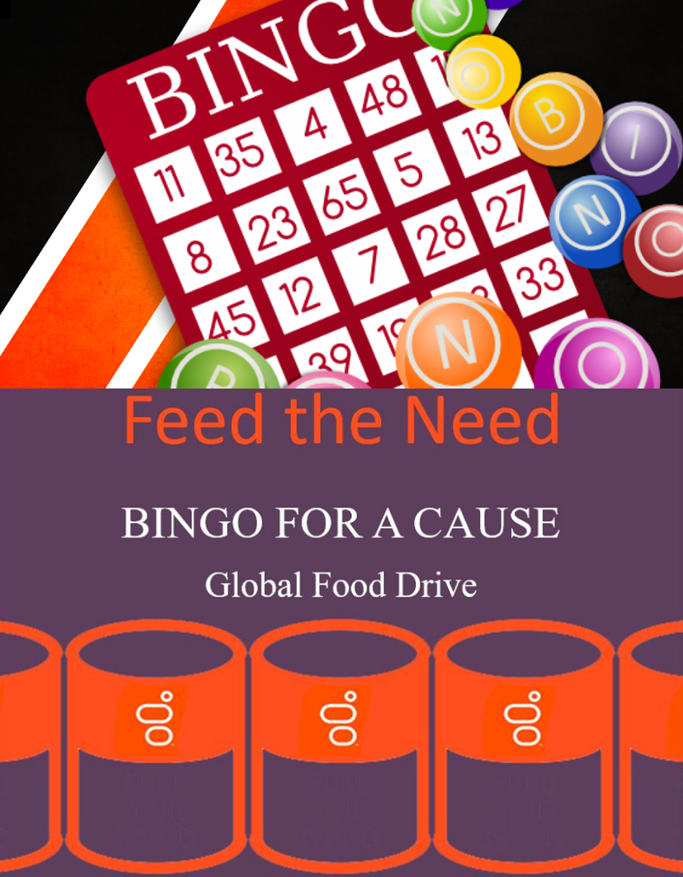 BINGO
11 35 4 48
8 23 65 5 13
45 12 7 28 27
39 33
N
O
B I
N O
N
O
Feed the Need
BINGO FOR A CAUSE
Global Food Drive